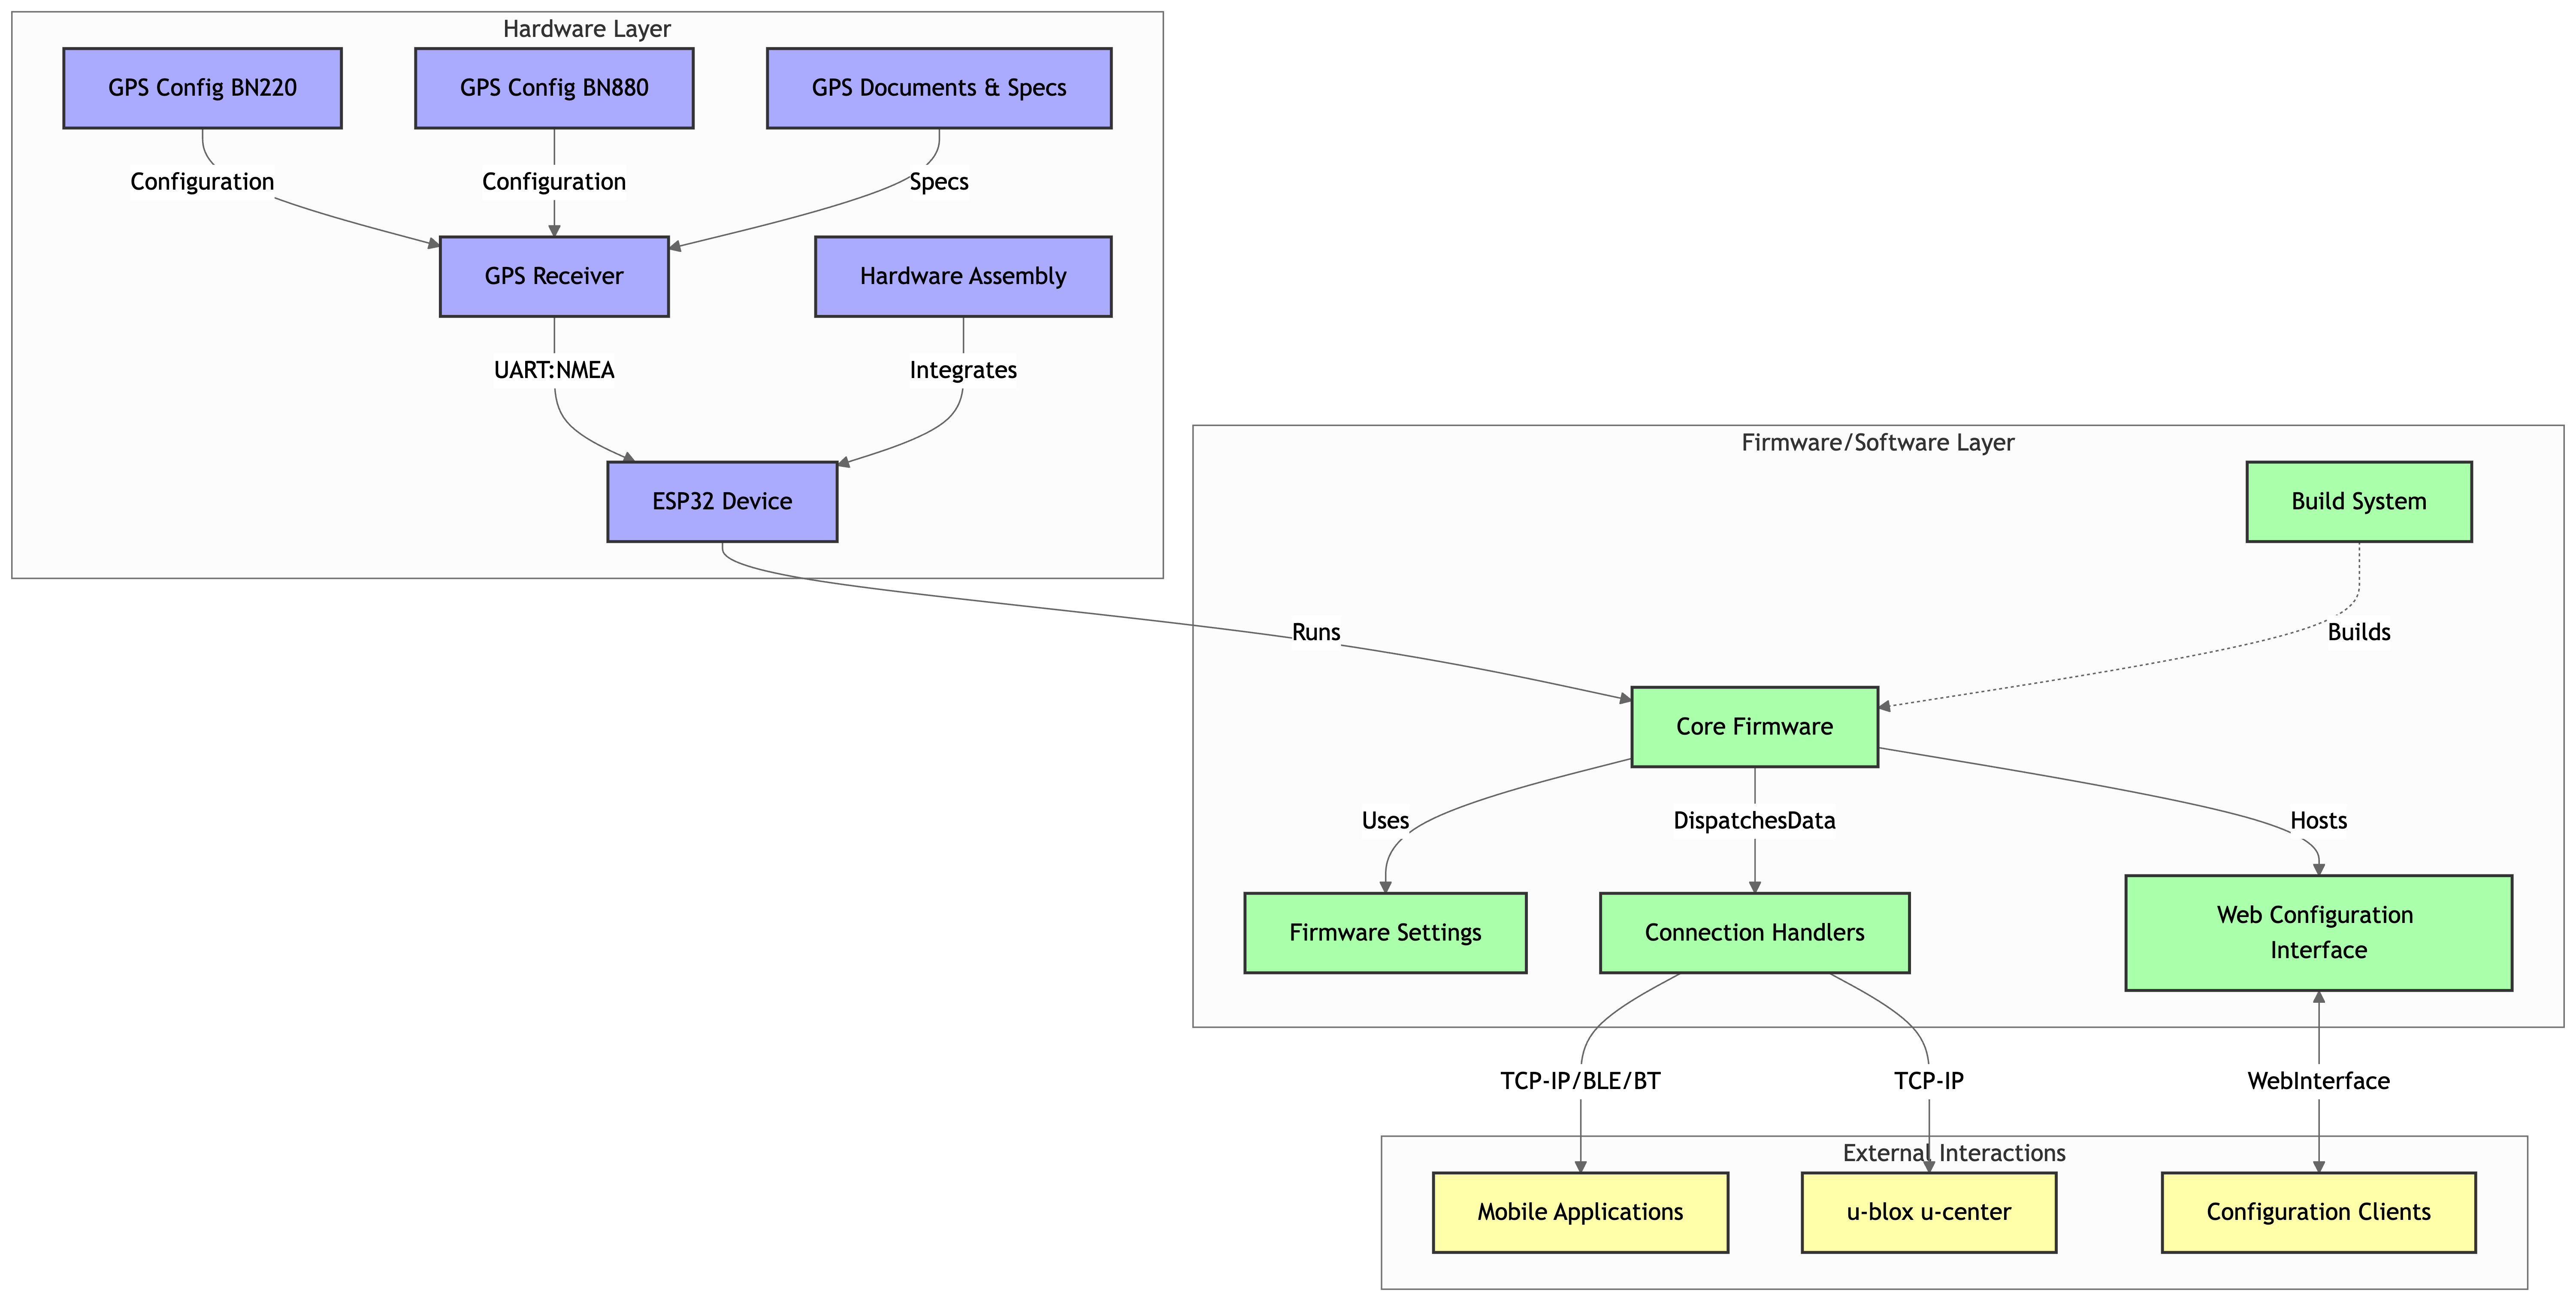 Hardware Layer
GPS Config BN220
GPS Config BN880
GPS Documents & Specs
Configuration
Configuration
Specs
GPS Receiver
Hardware Assembly
UART:NMEA
Integrates
ESP32 Device
Firmware/Software Layer
Build System
Runs
Builds
Core Firmware
Uses
DispatchesData
Hosts
Firmware Settings
Connection Handlers
Web Configuration
Interface
TCP-IP/BLE/BT
TCP-IP
WebInterface
External Interactions
Mobile Applications
u-blox u-center
Configuration Clients